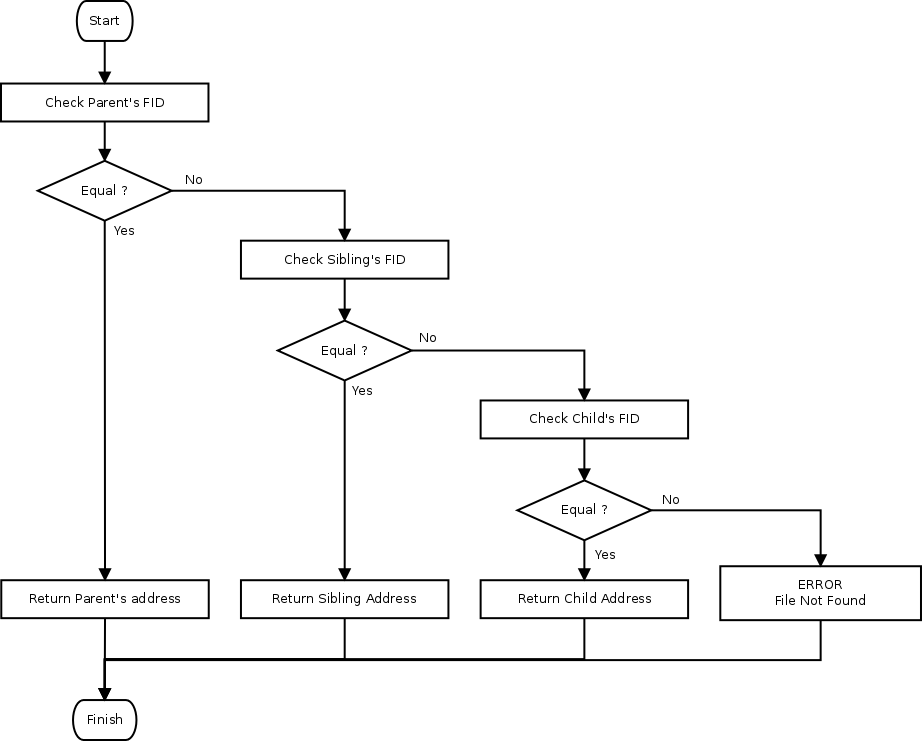 Start
Check Parent's FID
Equal ?
No
Yes
Check Sibling's FID
Equal ?
No
Yes
Check Child's FID
Equal ?
No
Yes
Return Parent's address
Return Sibling Address
Return Child Address
ERROR
File Not Found
Finish